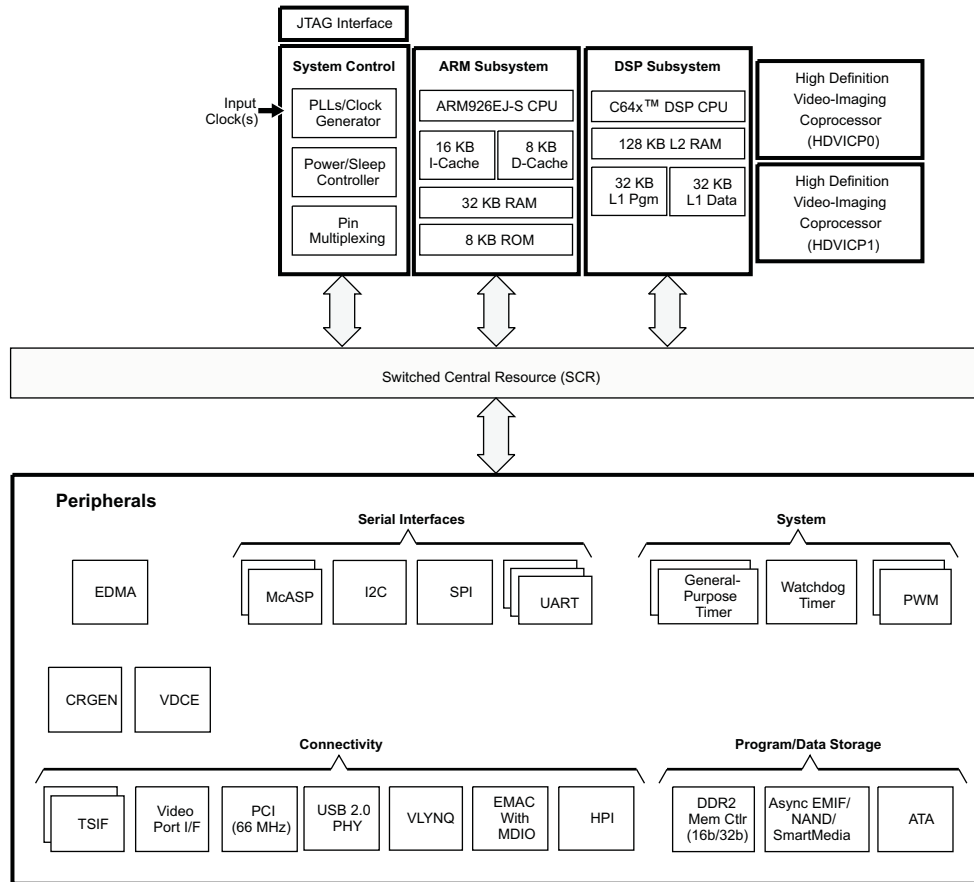 JTAG Interface
System Control
Input
Clock(s)
PLLs/Clock
Generator
Power/Sleep
Controller
Pin
Multiplexing
ARM Subsystem
ARM926EJ-S CPU
16 KB
I-Cache
8 KB
D-Cache
32 KB RAM
8 KB ROM
DSP Subsystem
C64x™ DSP CPU
128 KB L2 RAM
32 KB
L1 Pgm
32 KB
L1 Data
High Definition
Video-Imaging
Coprocessor
(HDVICP0)
High Definition
Video-Imaging
Coprocessor
(HDVICP1)
Switched Central Resource (SCR)
Peripherals
EDMA
Serial Interfaces
McASP
I2C
SPI
UART
System
General-
Purpose
Timer
Watchdog
Timer
PWM
CRGEN
VDCE
Connectivity
TSIF
Video
Port I/F
PCI
(66 MHz)
USB 2.0
PHY
VLYNQ
EMAC
With
MDIO
HPI
Program/Data Storage
DDR2
Mem Ctlr
(16b/32b)
Async EMIF/
NAND/
SmartMedia
ATA